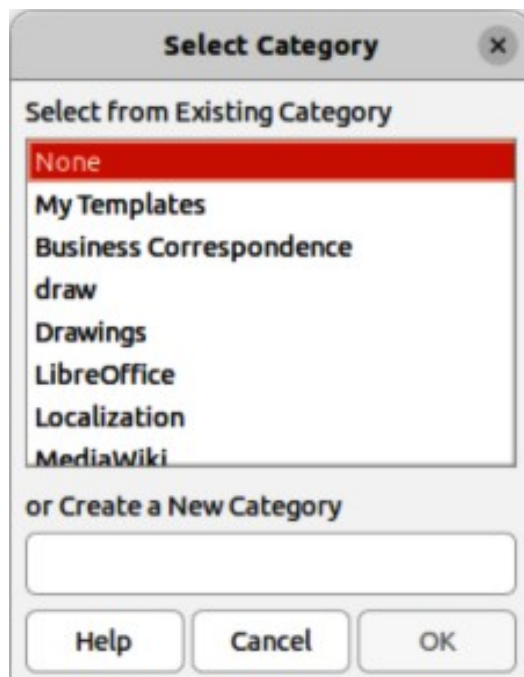 Select Category
Select from Existing Category
None
My Templates
Business Correspondence
draw
Drawings
LibreOffice
Localization
MediaWiki
or Create a New Category
Help Cancel OK